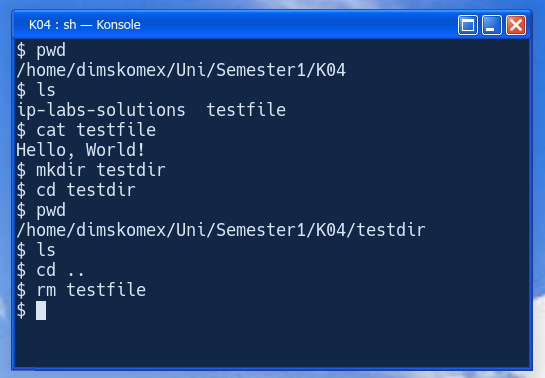 K04 : sh — Konsole
$ pwd
/home/dimskomex/Uni/Semester1/K04
$ ls
ip-labs-solutions  testfile
$ cat testfile
Hello, World!
$ mkdir testdir
$ cd testdir
$ pwd
/home/dimskomex/Uni/Semester1/K04/testdir
$ ls
$ cd ..
$ rm testfile
$